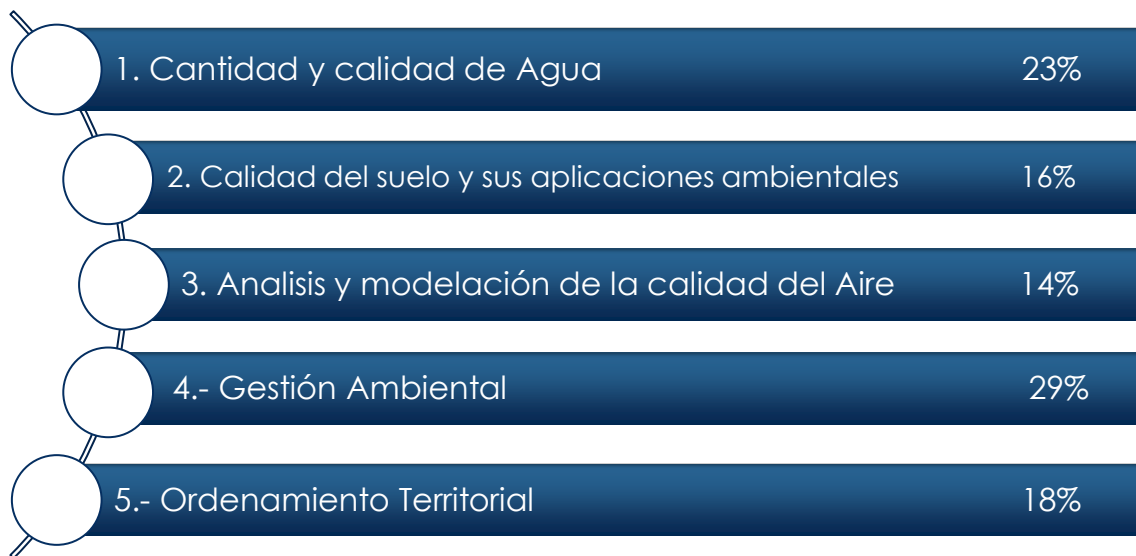 1. Cantidad y calidad de Agua 23%
2. Calidad del suelo y sus aplicaciones ambientales 16%
3. Analisis y modelación de la calidad del Aire 14%
4.- Gestión Ambiental 29%
5.- Ordenamiento Territorial 18%